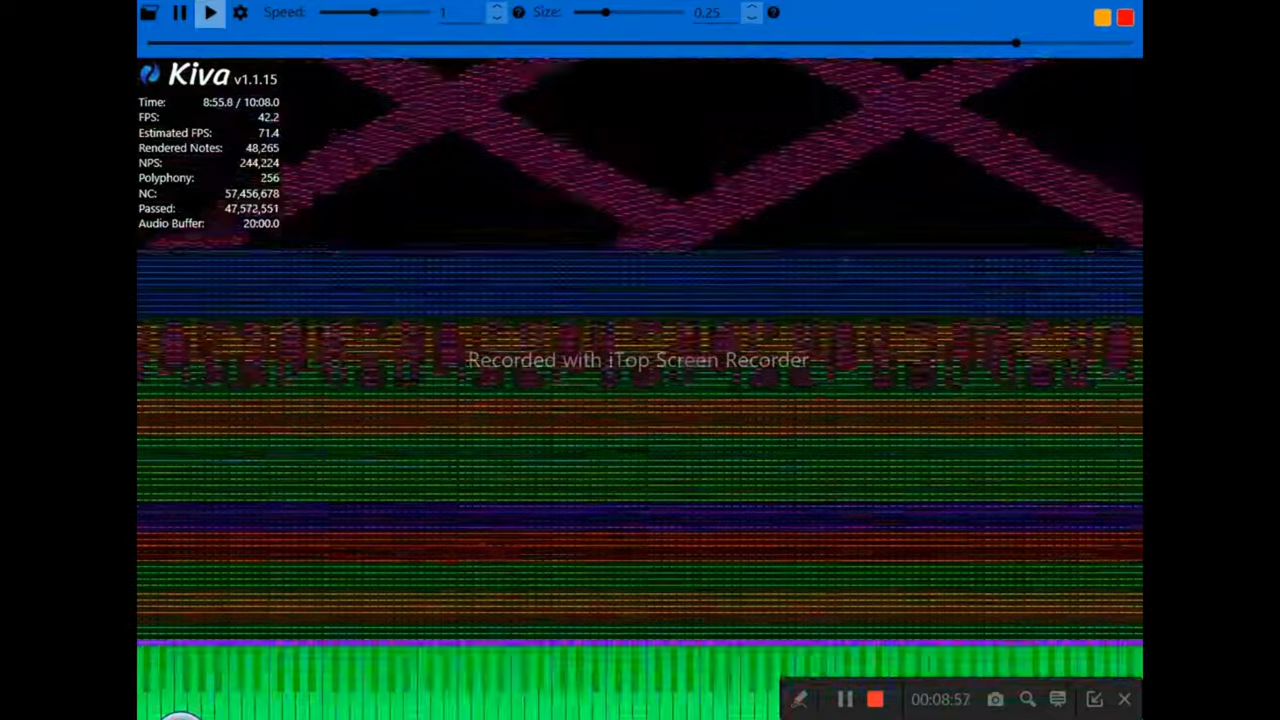 Speed: 1 Size: 0.25
Kiva v1.1.15
Time: 8:55.8 / 10:08.0
FPS: 42.2
Estimated FPS: 71.4
Rendered Notes: 48,265
NPS: 244,224
Polyphony: 256
NC: 57,456,678
Passed: 47,572,551
Audio Buffer: 20:00.0
Recorded with iTop Screen Recorder
00:08:57